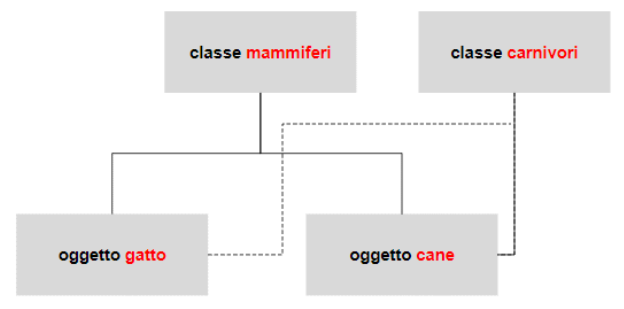 classe mammiferi
classe carnivori
oggetto gatto
oggetto cane